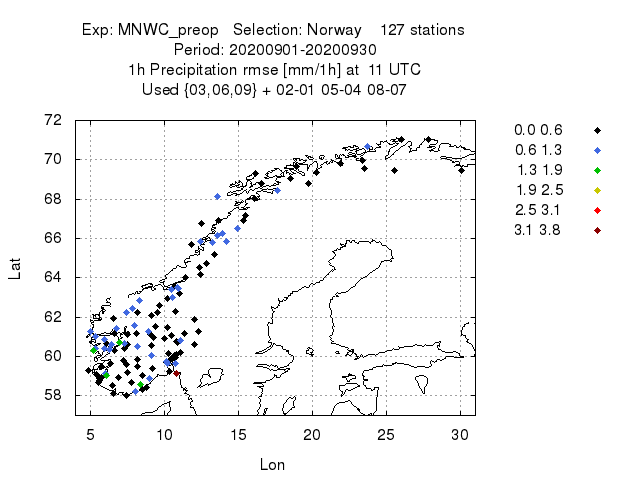 Exp: MNWC_preop   Selection: Norway    127 stations
Period: 20200901-20200930
1h Precipitation rmse [mm/1h] at  11 UTC
Used {03,06,09} + 02-01 05-04 08-07
72
70
68
66
64
62
60
58
Lat
5 10 15 20 25 30
Lon
0.0 0.6
0.6 1.3
1.3 1.9
1.9 2.5
2.5 3.1
3.1 3.8